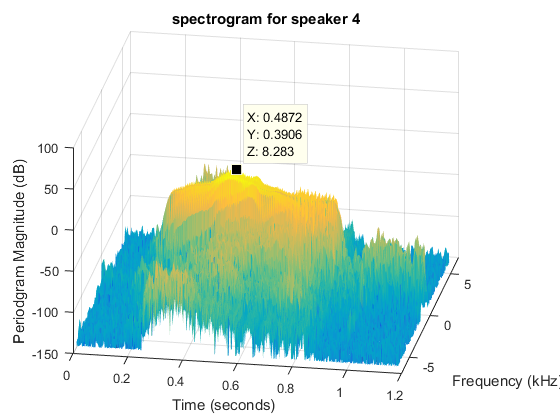 spectrogram for speaker 4
X: 0.4872
Y: 0.3906
Z: 8.283
100
50
0
-50
-100
-150
Periodgram Magnitude (dB)
0
0.2
0.4
0.6
0.8
1
1.2
Time (seconds)
5
0
-5
Frequency (kHz)